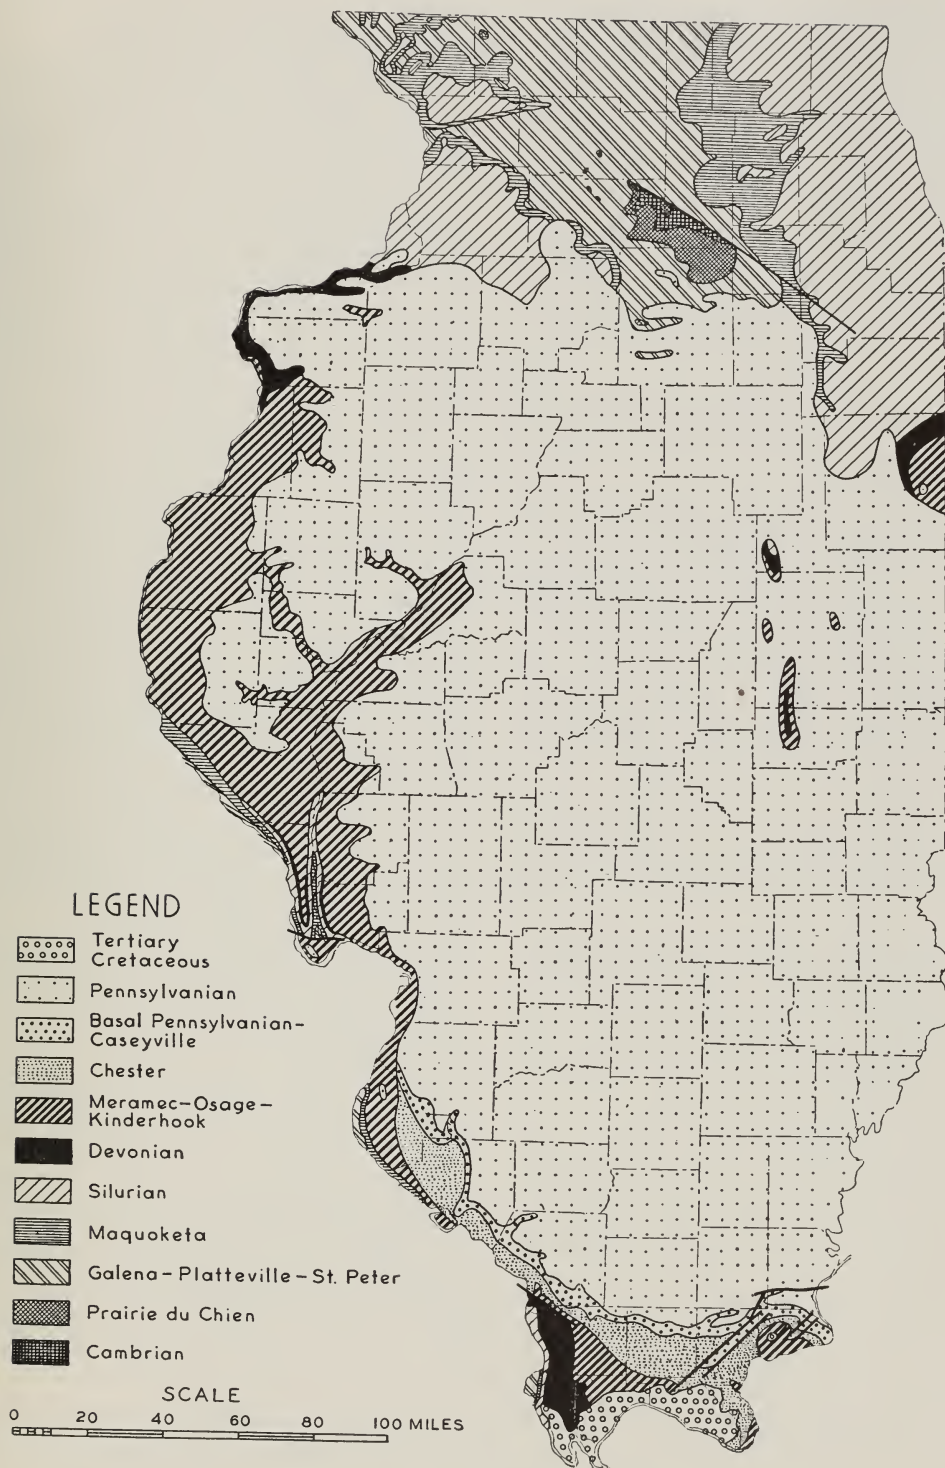 LEGEND
Tertiary
Cretaceous
Pennsylvanian
Basal Pennsylvanian-
Caseyville
Chester
Meramec-Osage-
Kinderhook
Devonian
Silurian
Maquoketa
Galena-Platteville-St. Peter
Prairie du Chien
Cambrian
SCALE
0 20 40 60 80 100 MILES